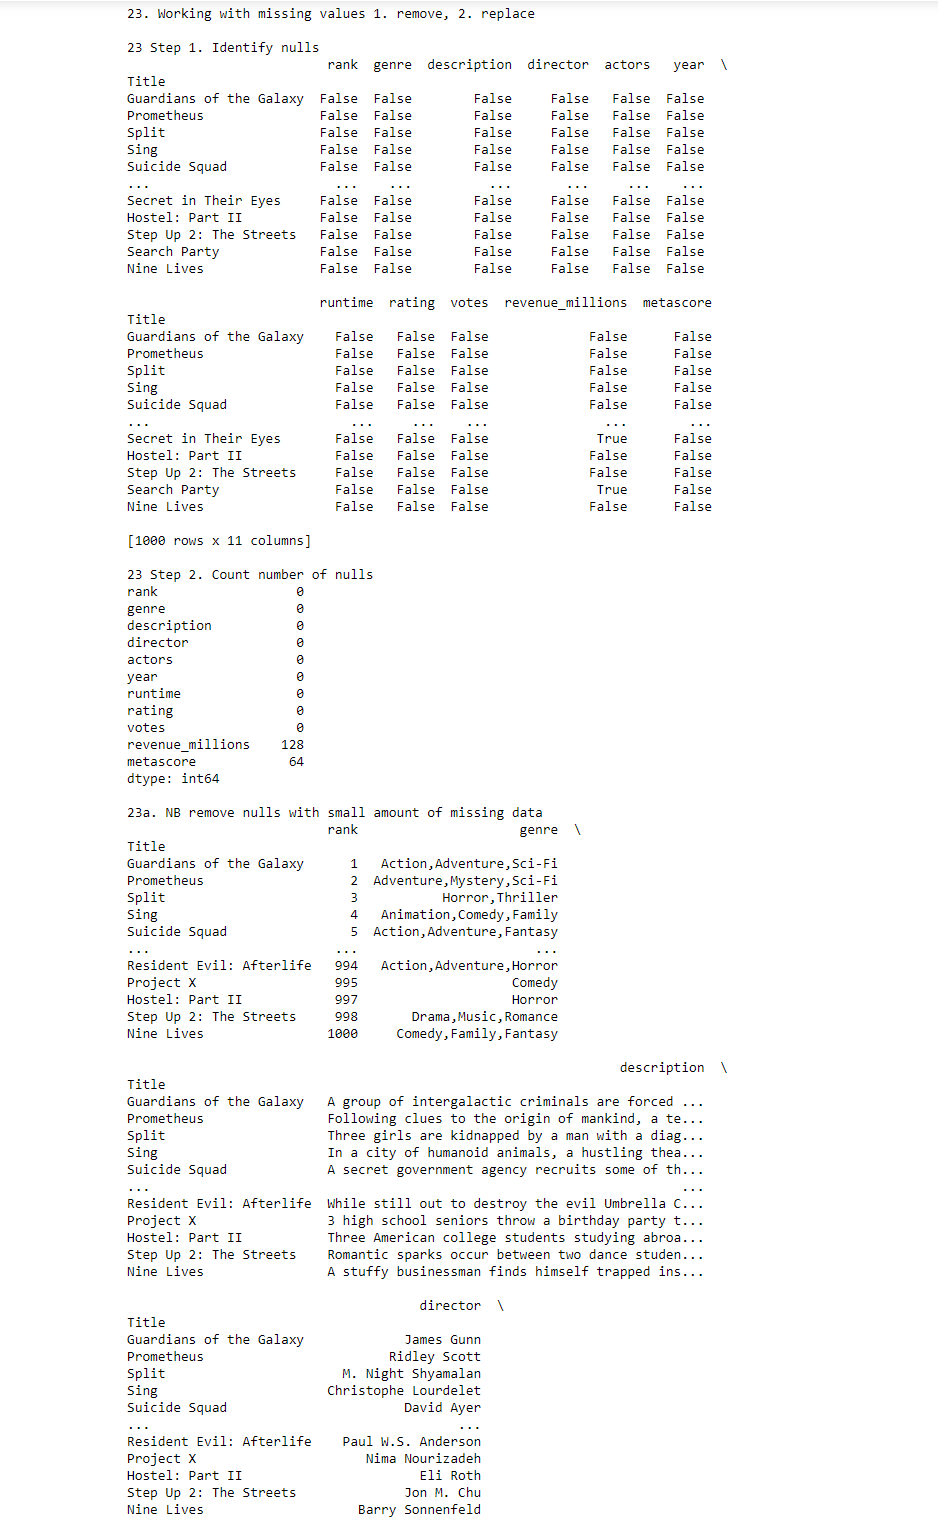 23. Working with missing values 1. remove, 2. replace
23 Step 1. Identify nulls
rank genre description director actors year \
Title
Guardians of the Galaxy False False False False False False
Prometheus False False False False False False
Split False False False False False False
Sing False False False False False False
Suicide Squad False False False False False False
... ... ... ... ... ... ...
Secret in Their Eyes False False False False False False
Hostel: Part II False False False False False False
Step Up 2: The Streets False False False False False False
Search Party False False False False False False
Nine Lives False False False False False False
runtime rating votes revenue_millions metascore
Title
Guardians of the Galaxy False False False False False
Prometheus False False False False False
Split False False False False False
Sing False False False False False
Suicide Squad False False False False False
... ... ... ... ... ...
Secret in Their Eyes False False False True False
Hostel: Part II False False False False False
Step Up 2: The Streets False False False False False
Search Party False False False True False
Nine Lives False False False False False
[1000 rows x 11 columns]
23 Step 2. Count number of nulls
rank 0
genre 0
description 0
director 0
actors 0
year 0
runtime 0
rating 0
votes 0
revenue_millions 128
metascore 64
dtype: int64
23a. NB remove nulls with small amount of missing data
rank genre \
Title
Guardians of the Galaxy 1 Action,Adventure,Sci-Fi
Prometheus 2 Adventure,Mystery,Sci-Fi
Split 3 Horror,Thriller
Sing 4 Animation,Comedy,Family
Suicide Squad 5 Action,Adventure,Fantasy
... ... ...
Resident Evil: Afterlife 994 Action,Adventure,Horror
Project X 995 Comedy
Hostel: Part II 997 Horror
Step Up 2: The Streets 998 Drama,Music,Romance
Nine Lives 1000 Comedy,Family,Fantasy
description \
Title
Guardians of the Galaxy A group of intergalactic criminals are forced ...
Prometheus Following clues to the origin of mankind, a te...
Split Three girls are kidnapped by a man with a diag...
Sing In a city of humanoid animals, a hustling thea...
Suicide Squad A secret government agency recruits some of th...
... ...
Resident Evil: Afterlife While still out to destroy the evil Umbrella C...
Project X 3 high school seniors throw a birthday party t...
Hostel: Part II Three American college students studying abroa...
Step Up 2: The Streets Romantic sparks occur between two dance studen...
Nine Lives A stuffy businessman finds himself trapped ins...
director \
Title
Guardians of the Galaxy James Gunn
Prometheus Ridley Scott
Split M. Night Shyamalan
Sing Christophe Lourdelet
Suicide Squad David Ayer
... ...
Resident Evil: Afterlife Paul W.S. Anderson
Project X Nima Nourizadeh
Hostel: Part II Eli Roth
Step Up 2: The Streets Jon M. Chu
Nine Lives Barry Sonnenfeld